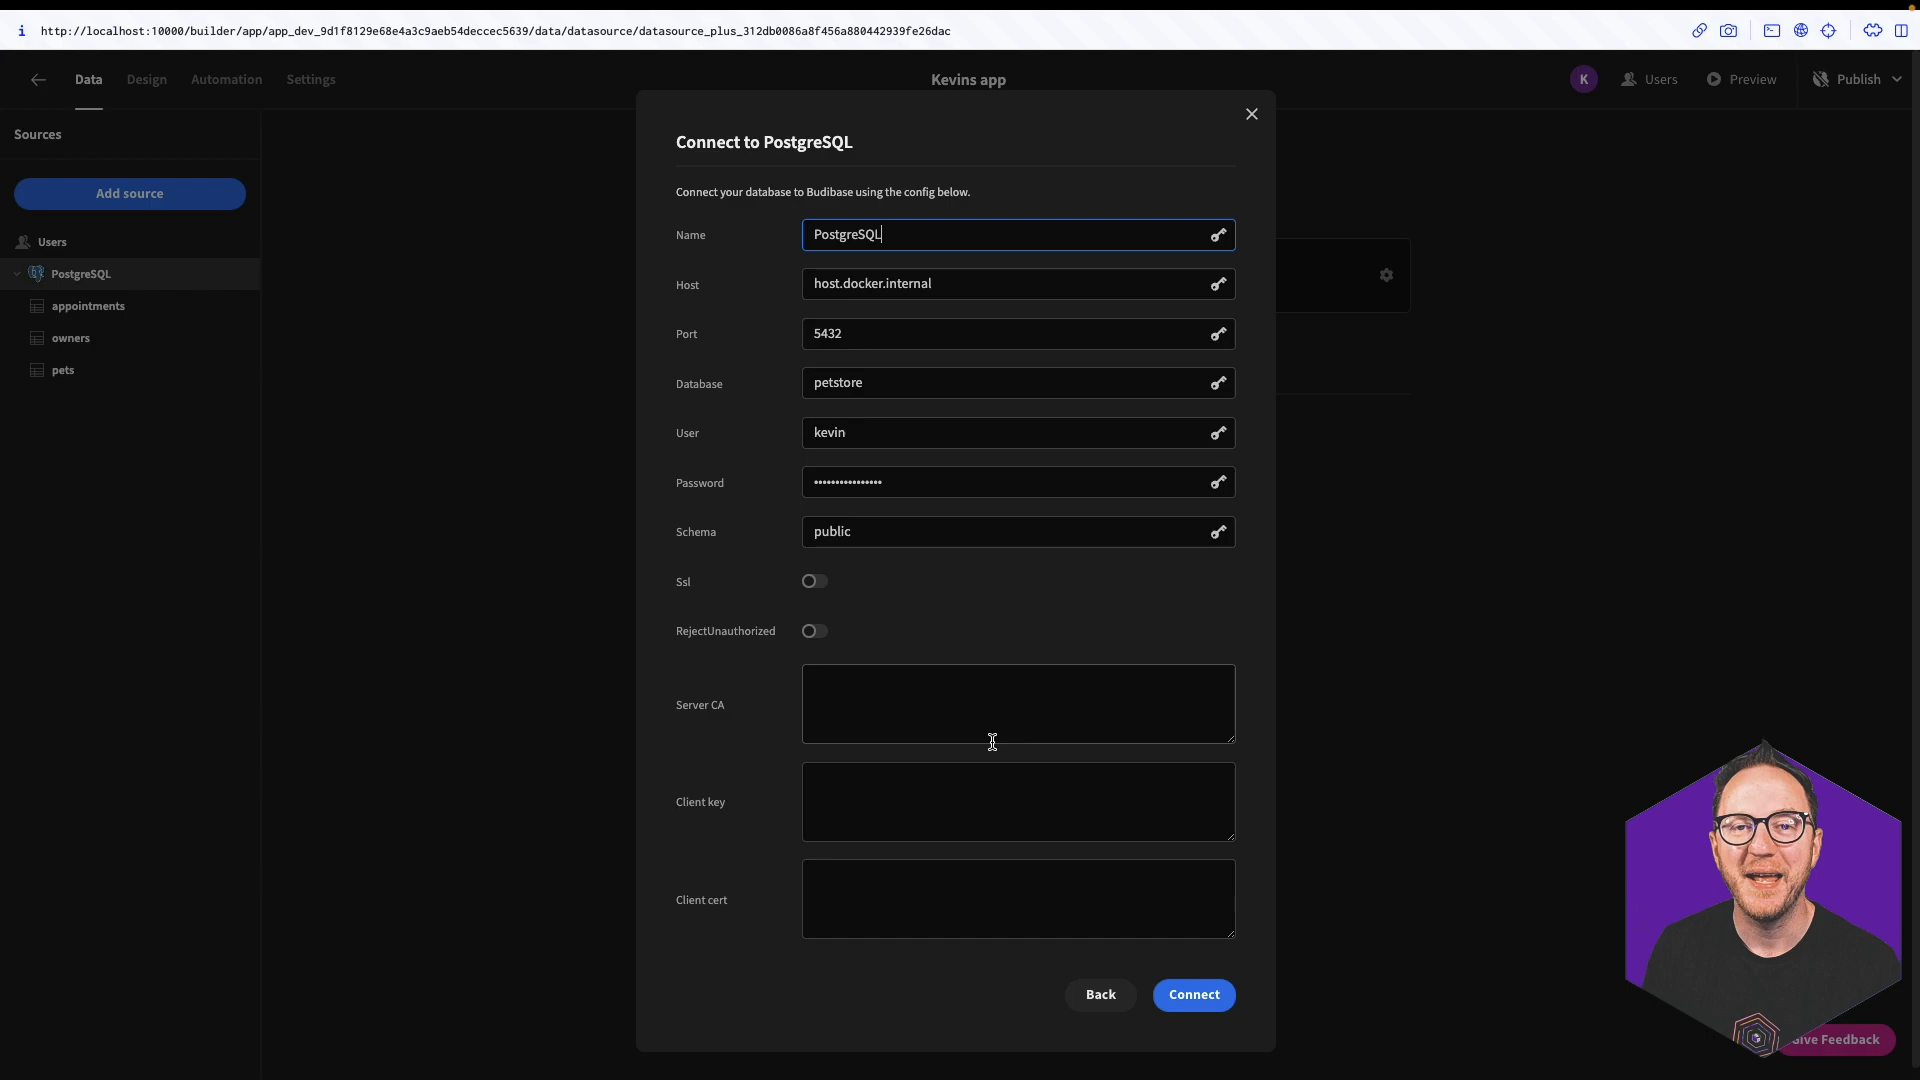 http://localhost:10000/builder/app/app_dev_9d1f8129e68e4a3c9aeb54deccec5639/data/datasource/datasource_plus_312db0086a8f456a880442939fe26dac
Data Design Automation Settings
Kevins app
K Users Preview Publish
Sources
Add source
Users
PostgreSQL
appointments
owners
pets
Connect to PostgreSQL
Connect your database to Budibase using the config below.
Name PostgreSQL
Host host.docker.internal
Port 5432
Database petstore
User kevin
Password ••••••••••••••••
Schema public
Ssl
RejectUnauthorized
Server CA
Client key
Client cert
Back Connect
Give Feedback